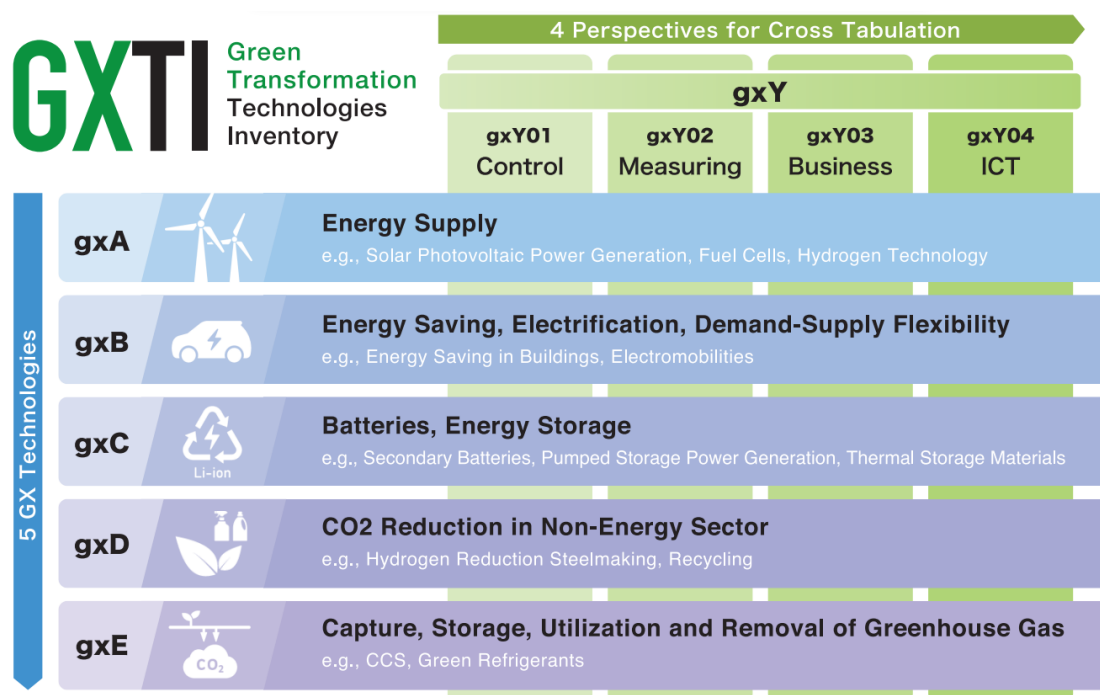 GXTI
Green
Transformation
Technologies
Inventory
4 Perspectives for Cross Tabulation
gxY
gxY01
Control
gxY02
Measuring
gxY03
Business
gxY04
ICT
5 GX Technologies
gxA
Energy Supply
e.g., Solar Photovoltaic Power Generation, Fuel Cells, Hydrogen Technology
gxB
Energy Saving, Electrification, Demand-Supply Flexibility
e.g., Energy Saving in Buildings, Electromobilities
gxC
Li-ion
Batteries, Energy Storage
e.g., Secondary Batteries, Pumped Storage Power Generation, Thermal Storage Materials
gxD
CO2 Reduction in Non-Energy Sector
e.g., Hydrogen Reduction Steelmaking, Recycling
gxE
CO₂
Capture, Storage, Utilization and Removal of Greenhouse Gas
e.g., CCS, Green Refrigerants